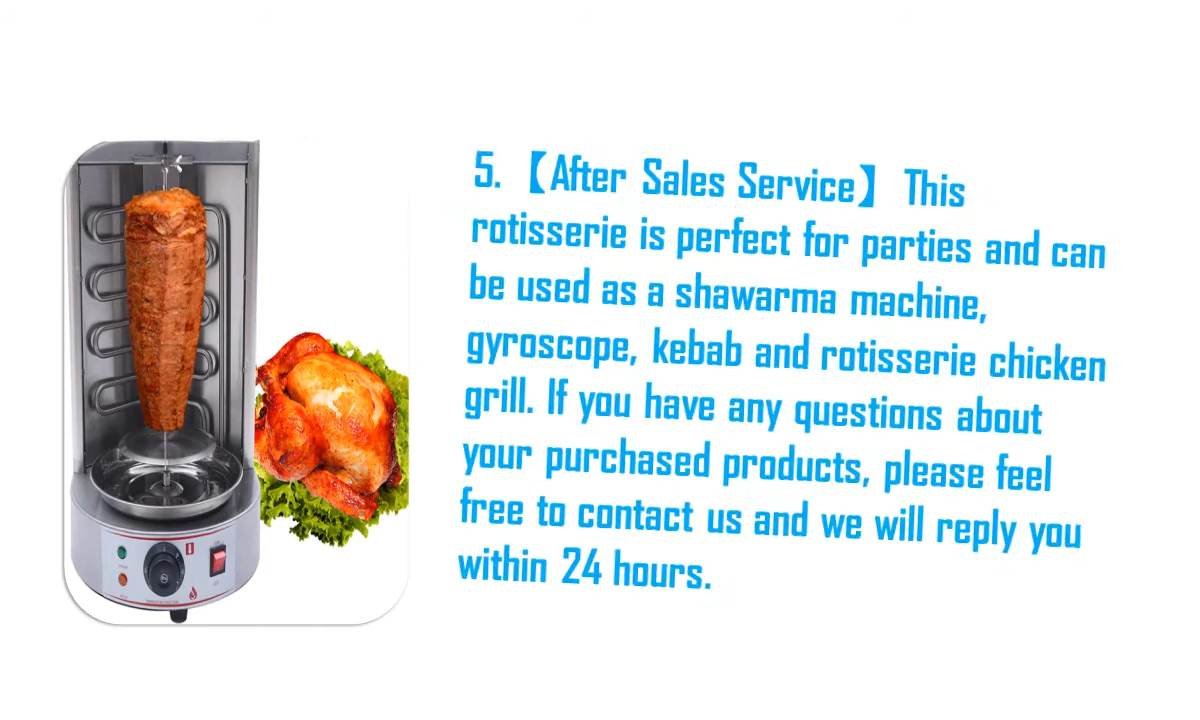 5. 【After Sales Service】 This
rotisserie is perfect for parties and can
be used as a shawarma machine,
gyroscope, kebab and rotisserie chicken
grill. If you have any questions about
your purchased products, please feel
free to contact us and we will reply you
within 24 hours.